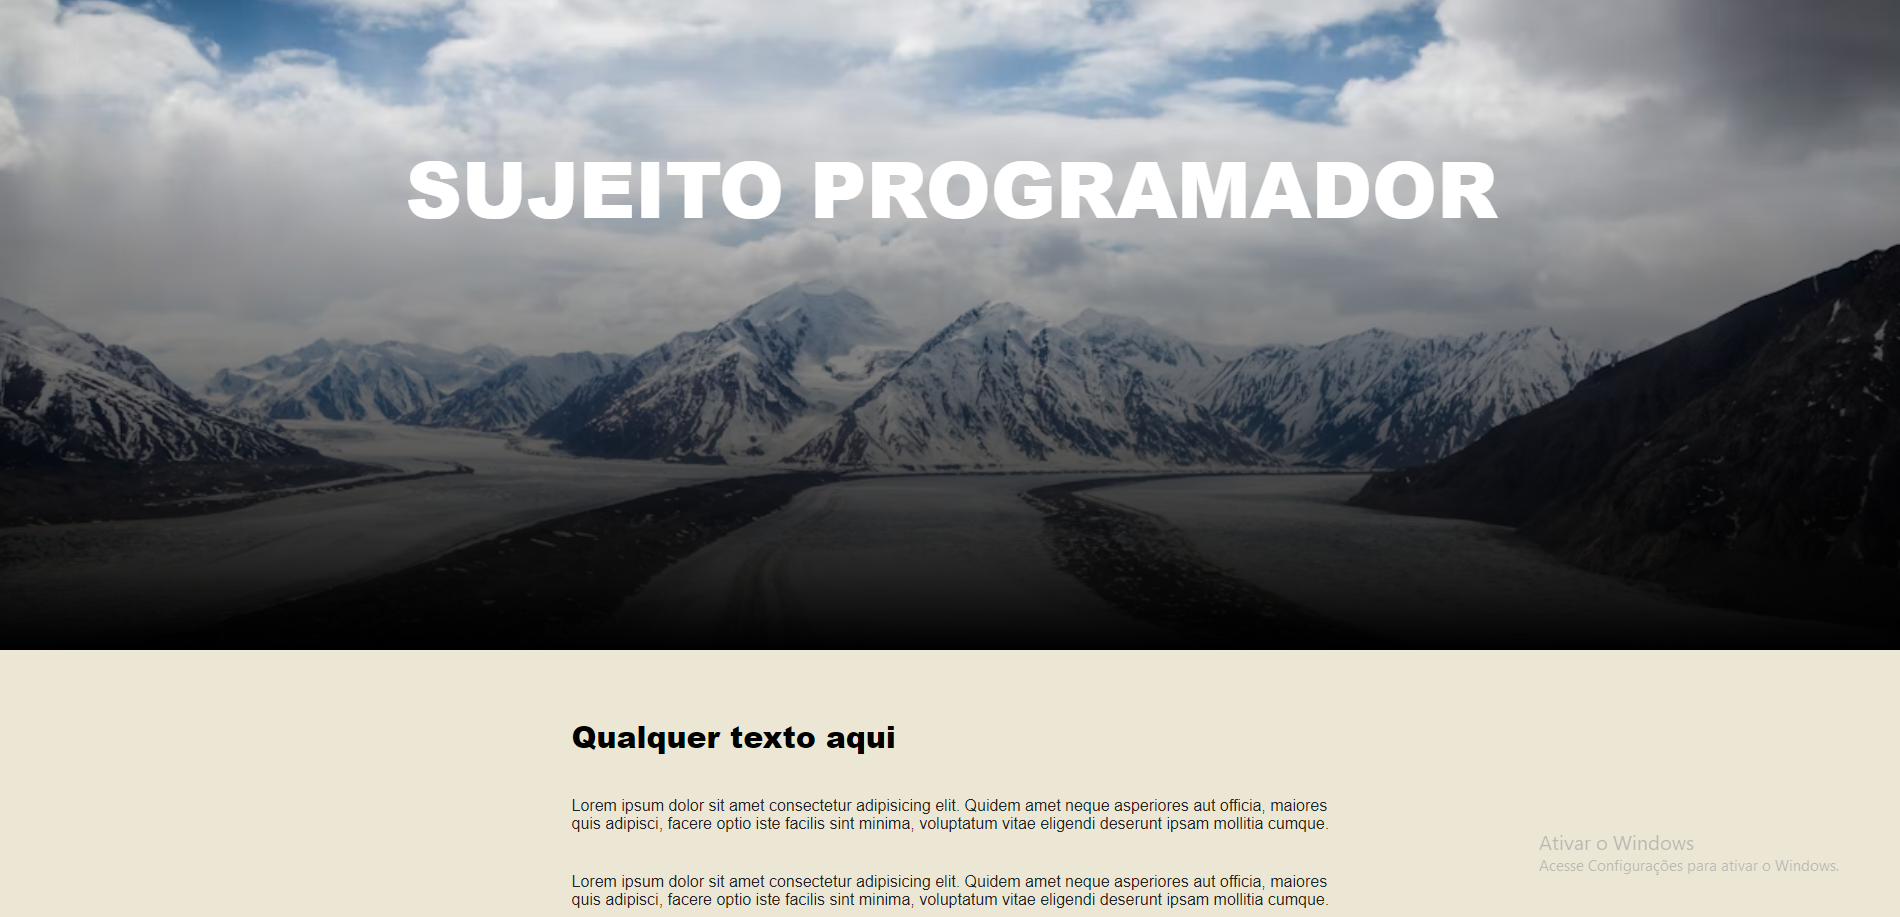 SUJEITO PROGRAMADOR
Qualquer texto aqui
Lorem ipsum dolor sit amet consectetur adipisicing elit. Quidem amet neque asperiores aut officia, maiores
quis adipisci, facere optio iste facilis sint minima, voluptatum vitae eligendi deserunt ipsam mollitia cumque.
Lorem ipsum dolor sit amet consectetur adipisicing elit. Quidem amet neque asperiores aut officia, maiores
quis adipisci, facere optio iste facilis sint minima, voluptatum vitae eligendi deserunt ipsam mollitia cumque.
Ativar o Windows
Acesse Configurações para ativar o Windows.